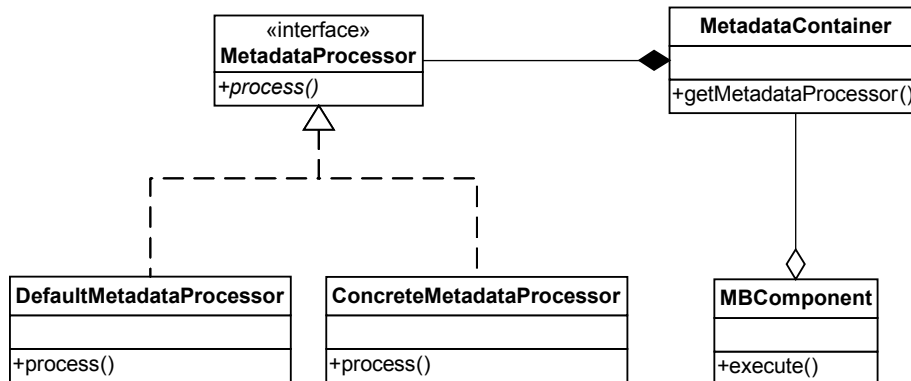 «interface»
MetadataProcessor
+process()
MetadataContainer
+getMetadataProcessor()
DefaultMetadataProcessor
+process()
ConcreteMetadataProcessor
+process()
MBComponent
+execute()